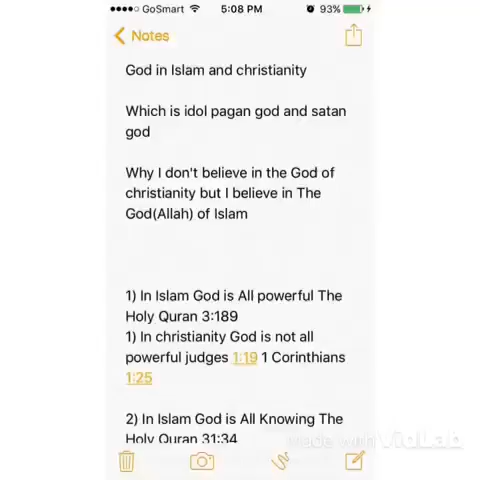 GoSmart 5:08 PM 93%
Notes
God in Islam and christianity
Which is idol pagan god and satan
god
Why I don't believe in the God of
christianity but I believe in The
God(Allah) of Islam
1) In Islam God is All powerful The
Holy Quran 3:189
1) In christianity God is not all
powerful judges 1:19 1 Corinthians
1:25
2) In Islam God is All Knowing The
Holy Quran 31:34
Made with VidLab